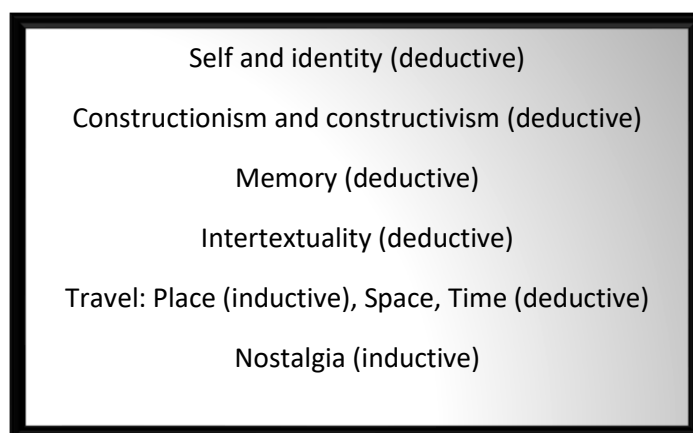 Self and identity (deductive)
Constructionism and constructivism (deductive)
Memory (deductive)
Intertextuality (deductive)
Travel: Place (inductive), Space, Time (deductive)
Nostalgia (inductive)